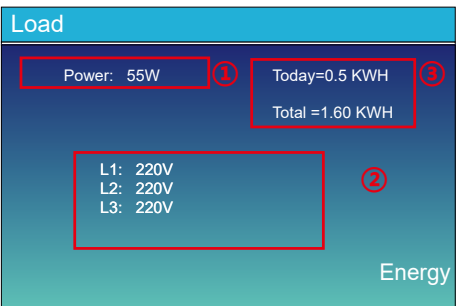 Load
Power: 55W ①
Today=0.5 KWH ③
Total =1.60 KWH
L1: 220V
L2: 220V ②
L3: 220V
Energy